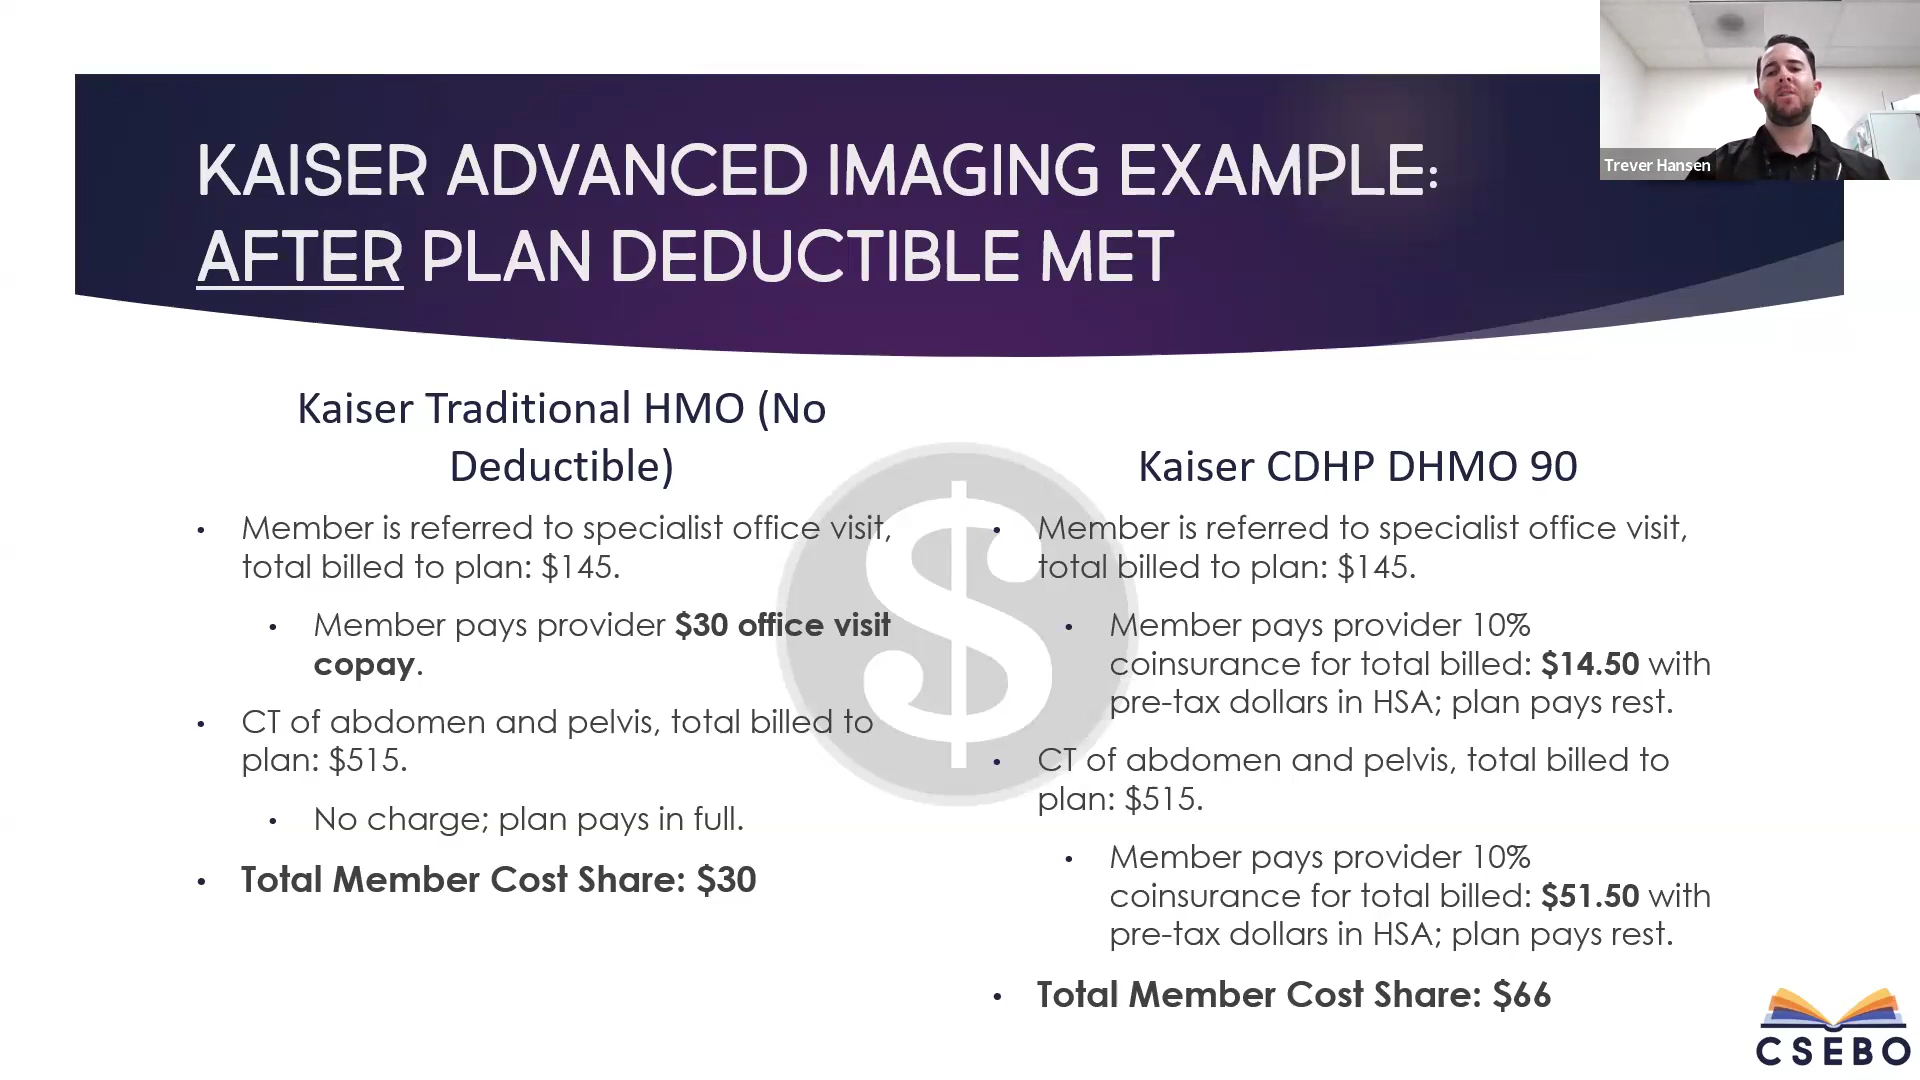 KAISER ADVANCED IMAGING EXAMPLE:
AFTER PLAN DEDUCTIBLE MET
Trever Hansen
Kaiser Traditional HMO (No
Deductible)
• Member is referred to specialist office visit,
total billed to plan: $145.
• Member pays provider $30 office visit
copay.
• CT of abdomen and pelvis, total billed to
plan: $515.
• No charge; plan pays in full.
• Total Member Cost Share: $30
Kaiser CDHP DHMO 90
• Member is referred to specialist office visit,
total billed to plan: $145.
• Member pays provider 10%
coinsurance for total billed: $14.50 with
pre-tax dollars in HSA; plan pays rest.
• CT of abdomen and pelvis, total billed to
plan: $515.
• Member pays provider 10%
coinsurance for total billed: $51.50 with
pre-tax dollars in HSA; plan pays rest.
• Total Member Cost Share: $66
$
CSEBO